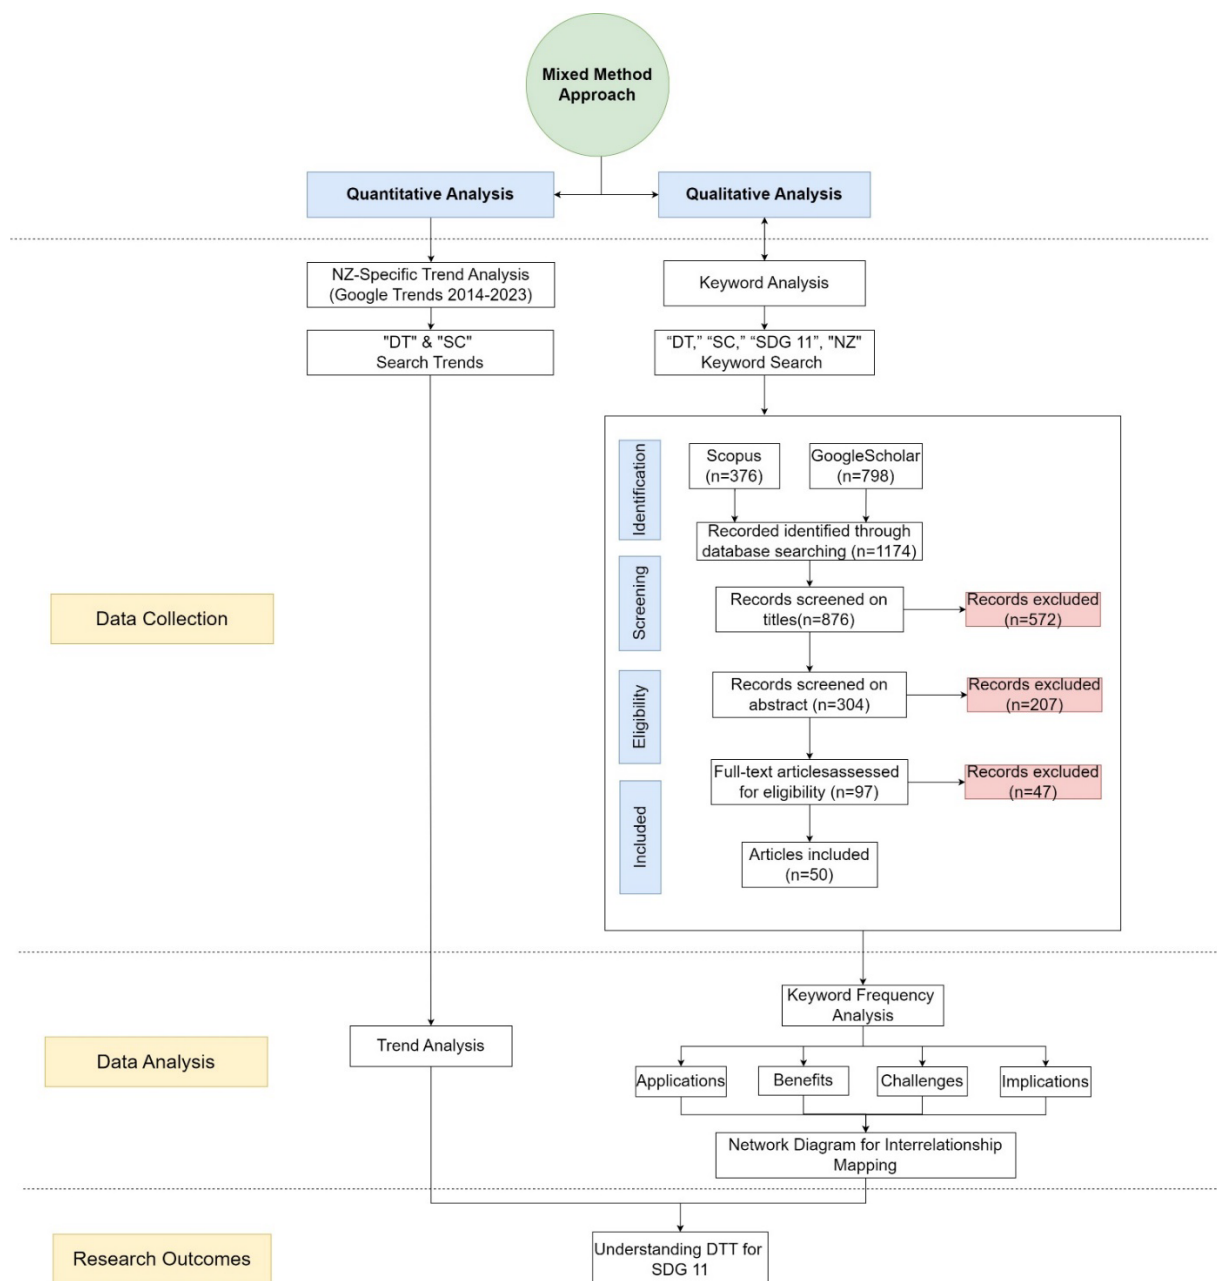 Mixed Method
Approach
Quantitative Analysis
Qualitative Analysis
NZ-Specific Trend Analysis
(Google Trends 2014-2023)
Keyword Analysis
"DT" & "SC"
Search Trends
“DT,” “SC,” “SDG 11”, "NZ"
Keyword Search
Data Collection
Identification
Scopus
(n=376)
GoogleScholar
(n=798)
Recorded identified through
database searching (n=1174)
Screening
Records screened on
titles(n=876)
Records excluded
(n=572)
Eligibility
Records screened on
abstract (n=304)
Records excluded
(n=207)
Full-text articlesassessed
for eligibility (n=97)
Records excluded
(n=47)
Included
Articles included
(n=50)
Data Analysis
Trend Analysis
Keyword Frequency
Analysis
Applications
Benefits
Challenges
Implications
Network Diagram for Interrelationship
Mapping
Research Outcomes
Understanding DTT for
SDG 11